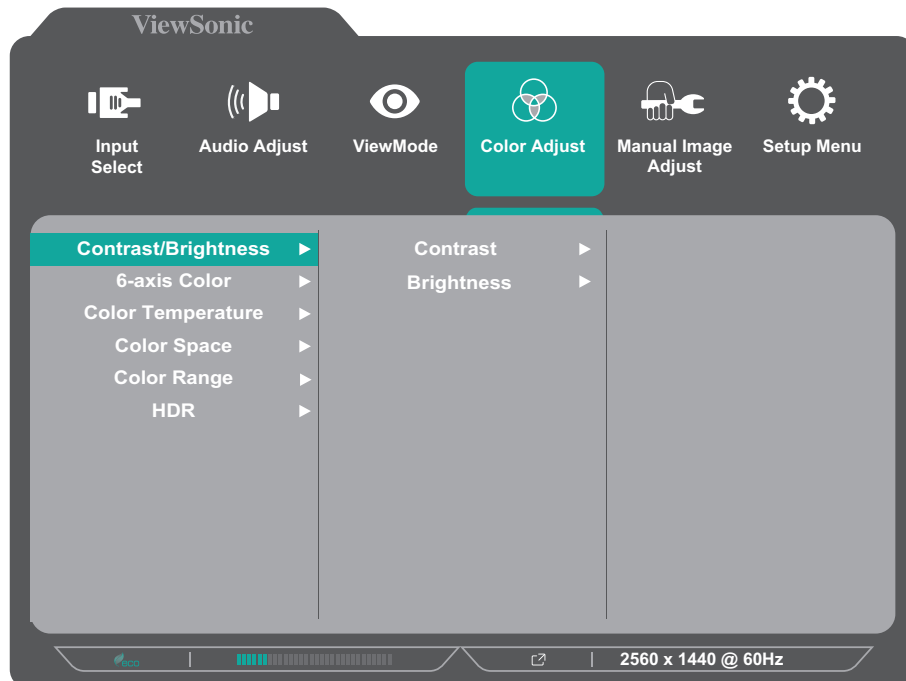 ViewSonic
Input
Select
Audio Adjust
ViewMode
Color Adjust
Manual Image
Adjust
Setup Menu
Contrast/Brightness
6-axis Color
Color Temperature
Color Space
Color Range
HDR
Contrast
Brightness
eco
2560 x 1440 @ 60Hz